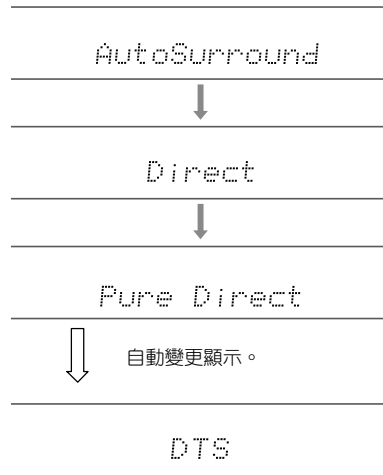 AutoSurround
Direct
Pure Direct
自動變更顯示。
DTS